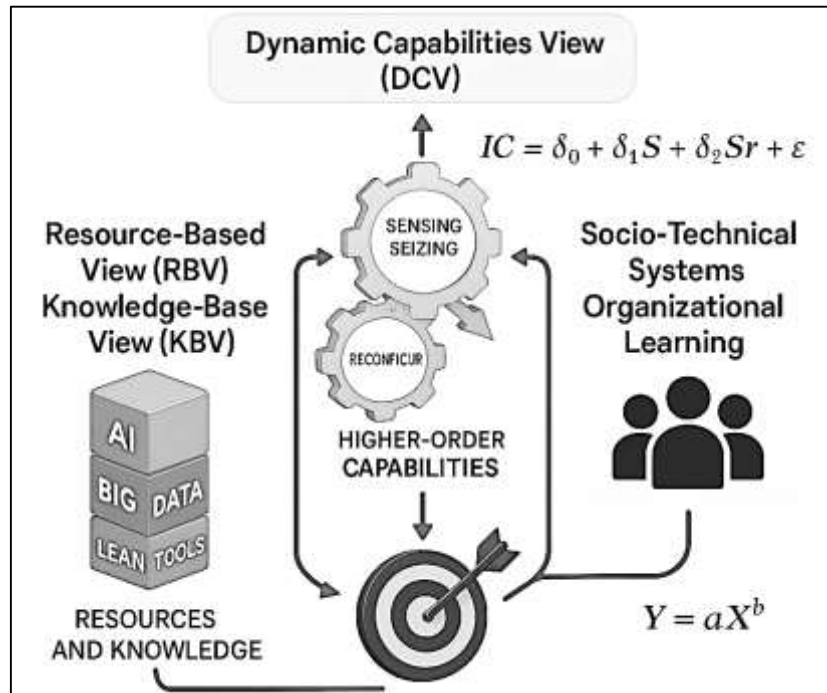 Dynamic Capabilities View
(DCV)
IC = δ₀ + δ₁S + δ₂Sr + ε
SENSING
SEIZING
RECONFICUR
Resource-Based
View (RBV)
Knowledge-Base
View (KBV)
AI
BIG DATA
LEAN TOOLS
RESOURCES
AND KNOWLEDGE
HIGHER-ORDER
CAPABILITIES
Socio-Technical
Systems
Organizational
Learning
Y = aXᵇ